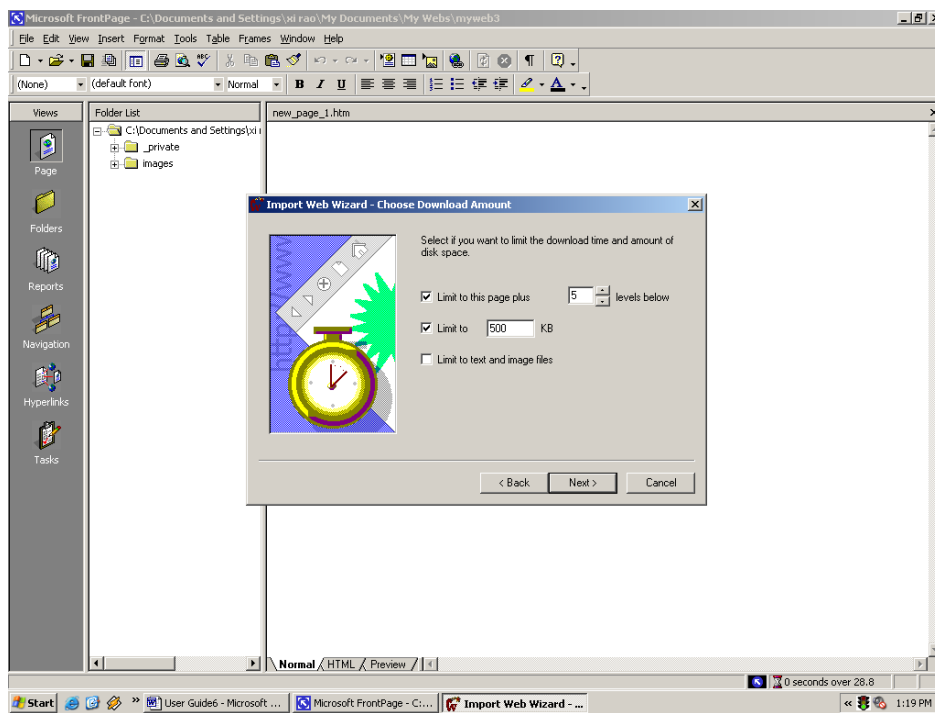 Microsoft FrontPage - C:\Documents and Settings\xi rao\My Documents\My Webs\myweb3
File Edit View Insert Format Tools Table Frames Window Help
(None) (default font) Normal B I U A
Views Folder List new_page_1.htm
C:\Documents and Settings\xi
_private
images
Page
Folders
Reports
Navigation
Hyperlinks
Tasks
Import Web Wizard - Choose Download Amount
Select if you want to limit the download time and amount of
disk space.
Limit to this page plus 5 levels below
Limit to 500 KB
Limit to text and image files
http://www
< Back Next > Cancel
Normal HTML Preview
0 seconds over 28.8
Start » User Guide6 - Microsoft ... Microsoft FrontPage - C:... Import Web Wizard - ... « 1:19 PM